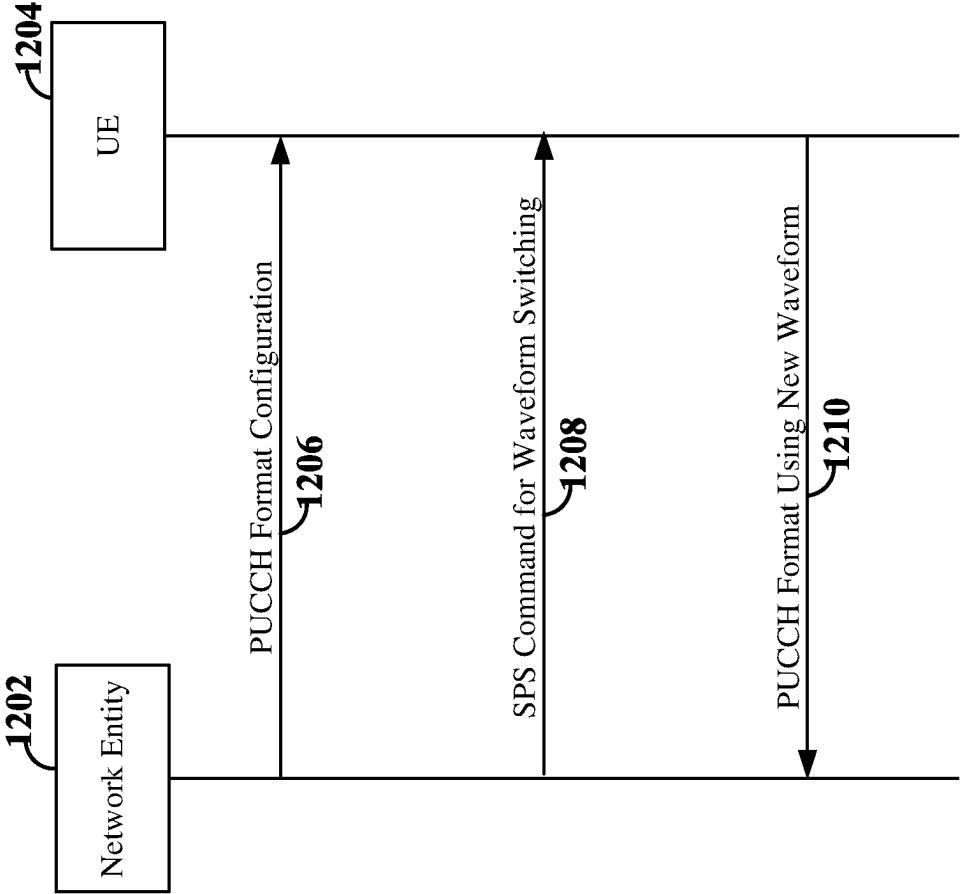 1202
Network Entity
1204
UE
PUCCH Format Configuration
1206
SPS Command for Waveform Switching
1208
PUCCH Format Using New Waveform
1210